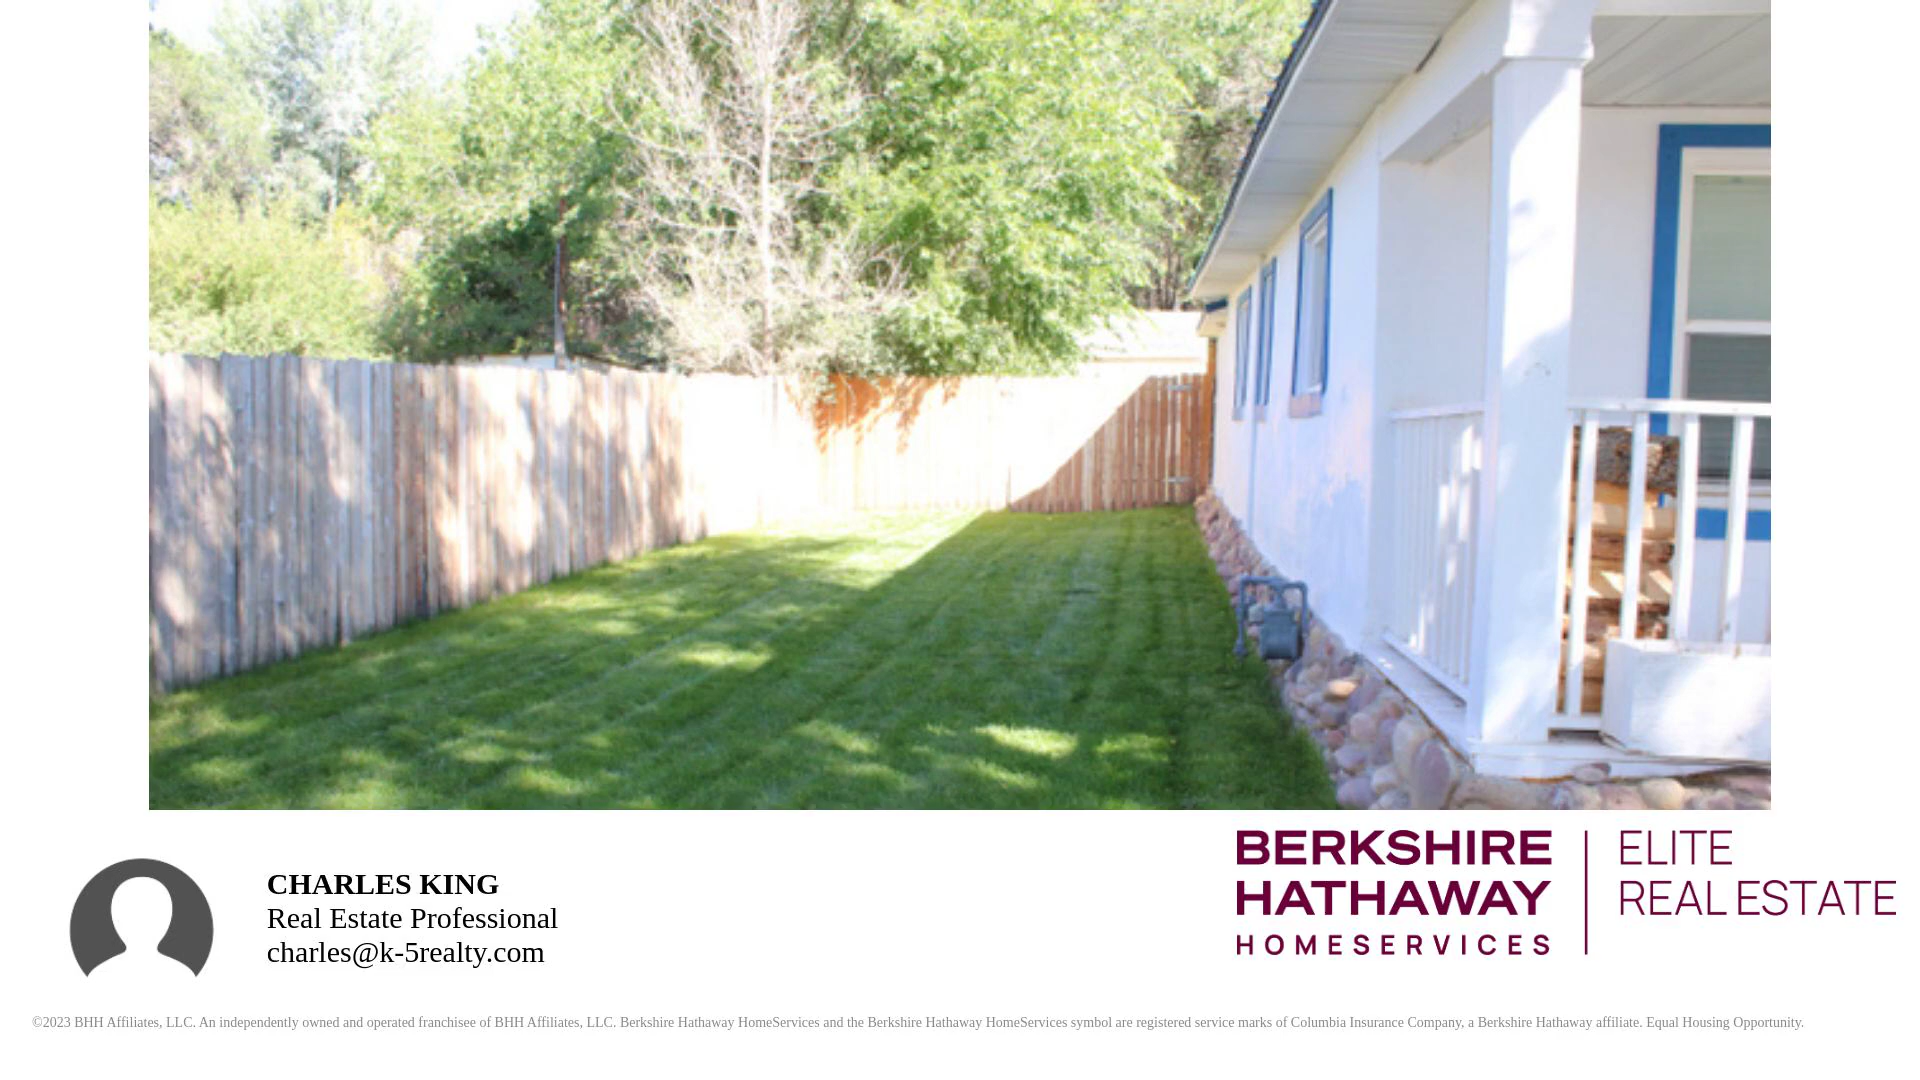 CHARLES KING
Real Estate Professional
charles@k-5realty.com
BERKSHIRE
HATHAWAY
HOMESERVICES
ELITE
REAL ESTATE
©2023 BHH Affiliates, LLC. An independently owned and operated franchisee of BHH Affiliates, LLC. Berkshire Hathaway HomeServices and the Berkshire Hathaway HomeServices symbol are registered service marks of Columbia Insurance Company, a Berkshire Hathaway affiliate. Equal Housing Opportunity.